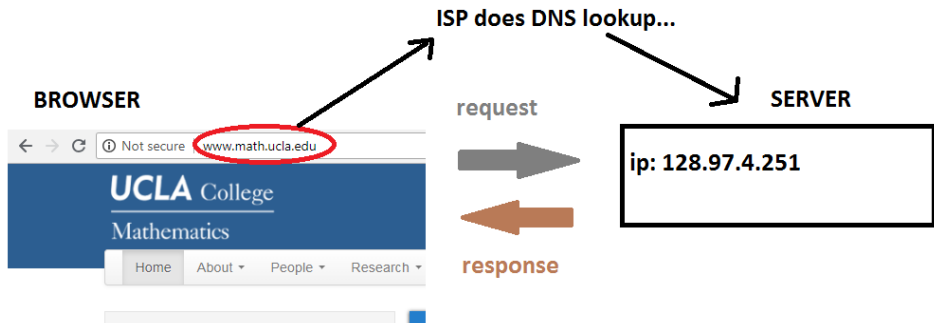 ISP does DNS lookup...
BROWSER
request
SERVER
Not secure
www.math.ucla.edu
ip: 128.97.4.251
UCLA College
Mathematics
Home About People Research
response